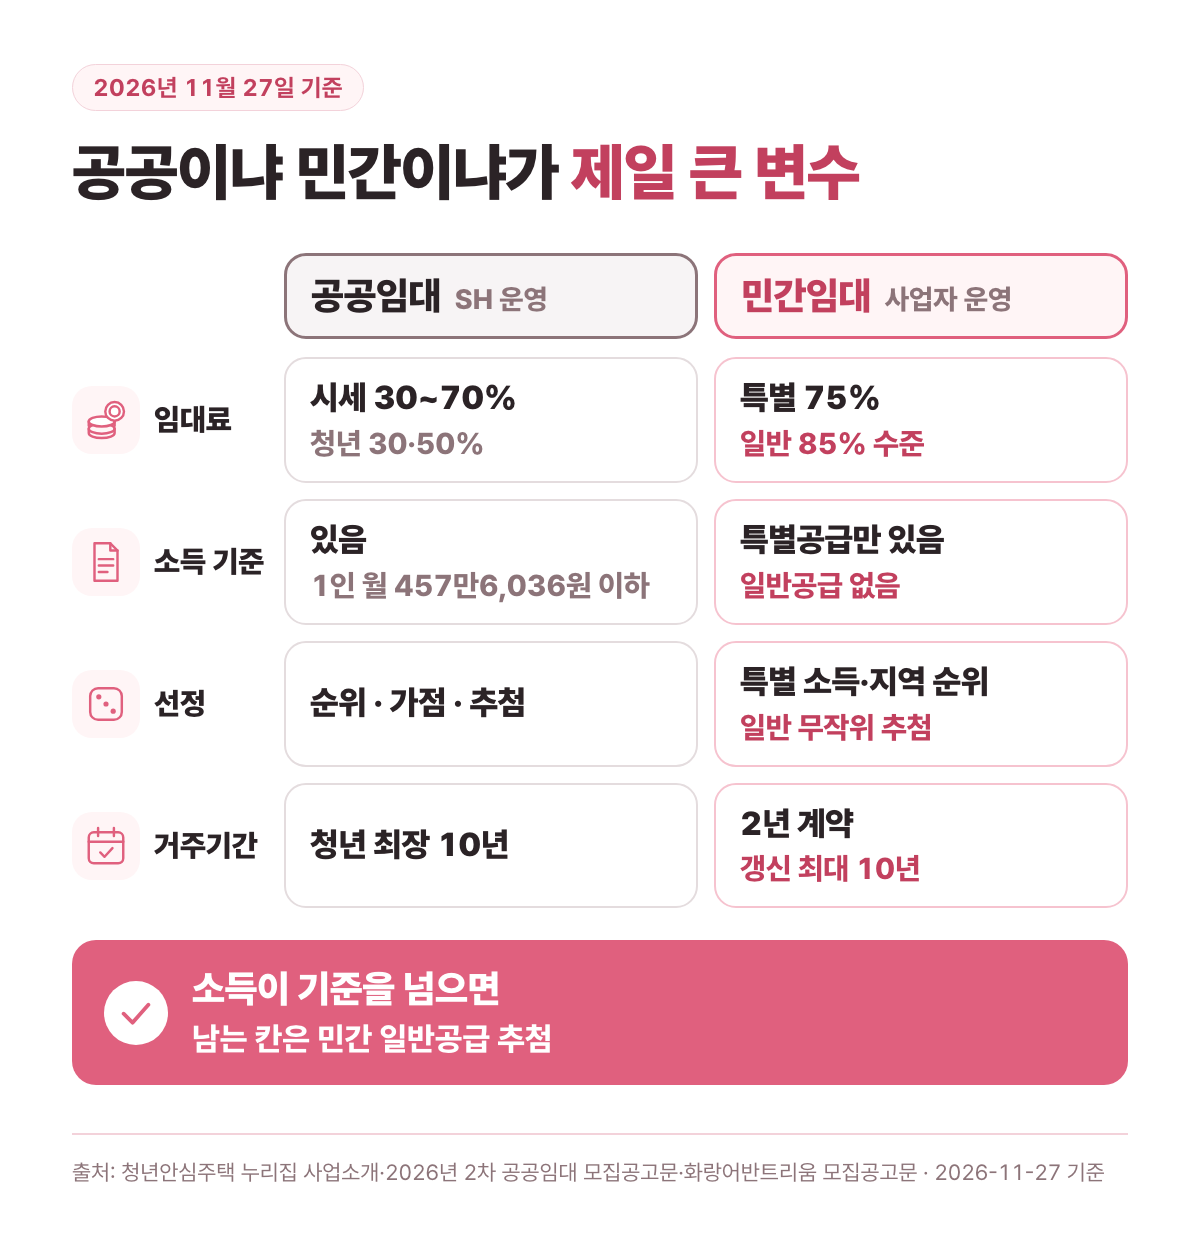 2026년 11월 27일 기준
공공이냐 민간이냐가 제일 큰 변수
공공임대 SH 운영
민간임대 사업자 운영
임대료
시세 30~70%
청년 30·50%
특별 75%
일반 85% 수준
소득 기준
있음
1인 월 457만6,036원 이하
특별공급만 있음
일반공급 없음
선정
순위 · 가점 · 추첨
특별 소득·지역 순위
일반 무작위 추첨
거주기간
청년 최장 10년
2년 계약
갱신 최대 10년
소득이 기준을 넘으면
남는 칸은 민간 일반공급 추첨
출처: 청년안심주택 누리집 사업소개·2026년 2차 공공임대 모집공고문·화랑어반트리움 모집공고문 · 2026-11-27 기준